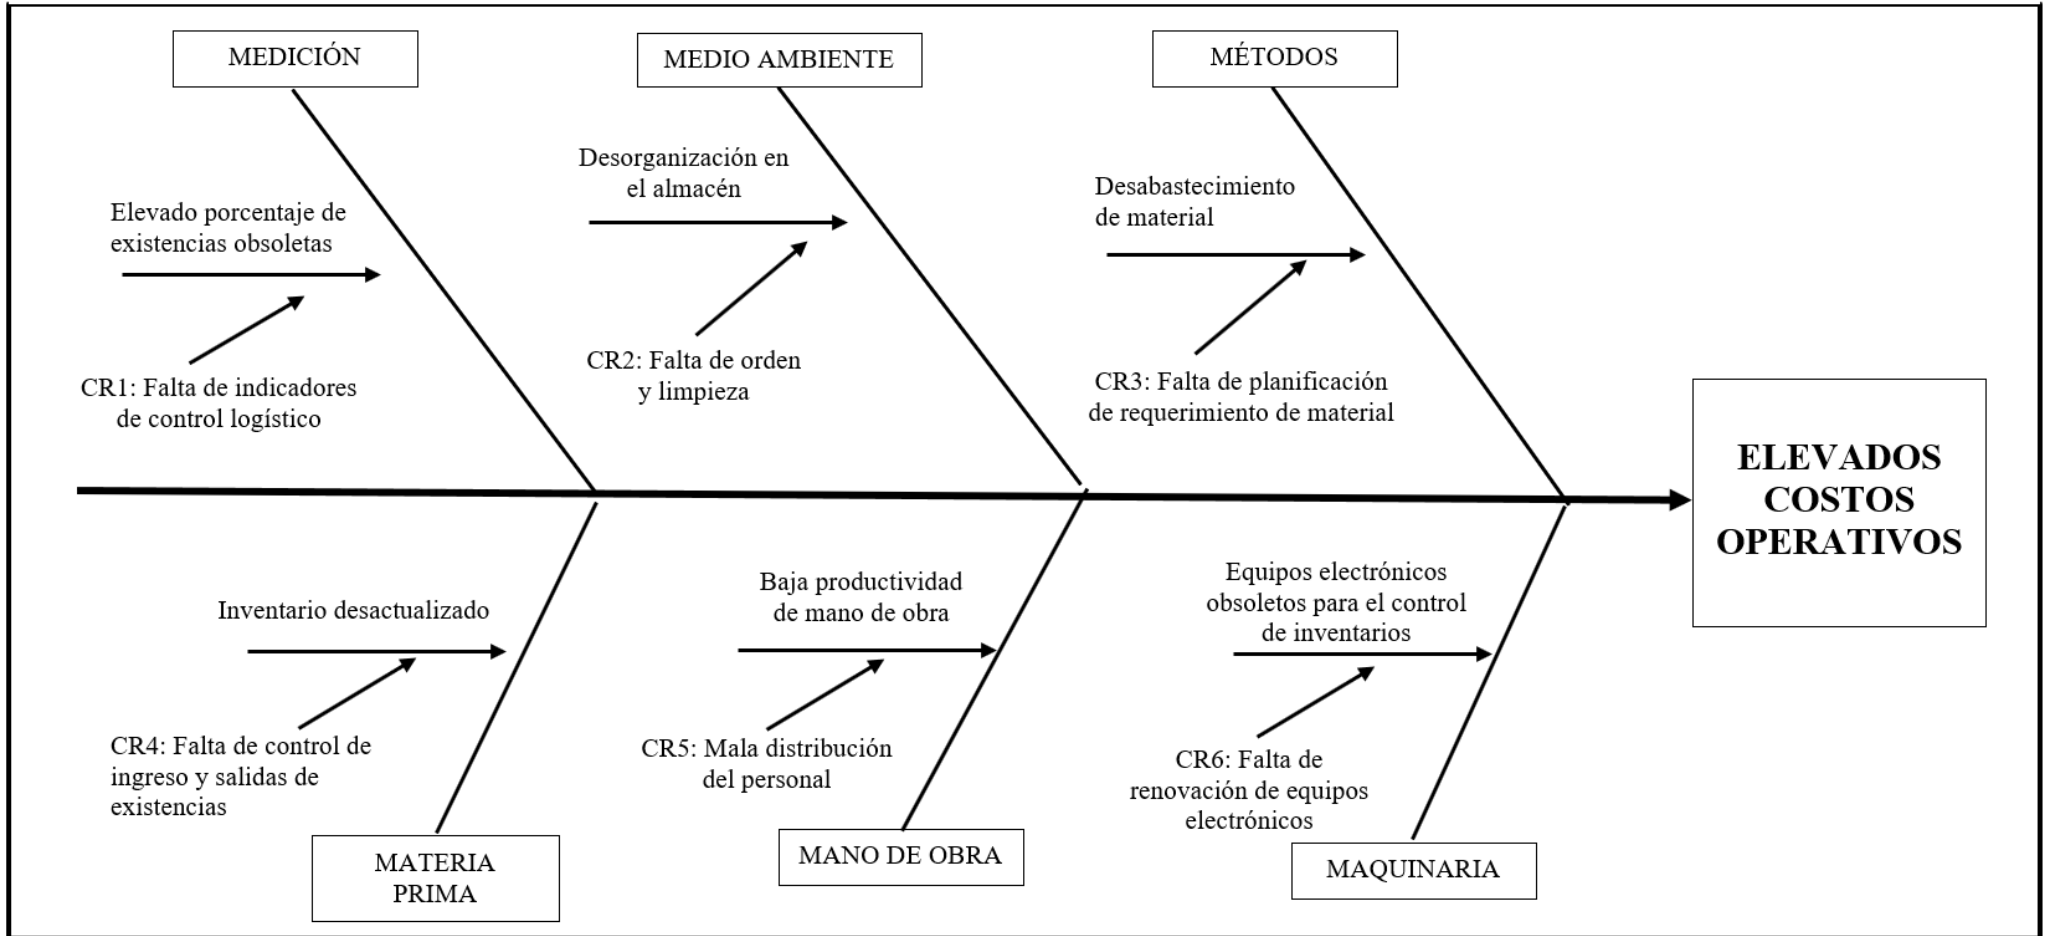 MEDICIÓN
MEDIO AMBIENTE
MÉTODOS
Elevado porcentaje de
existencias obsoletas
CR1: Falta de indicadores
de control logístico
Desorganización en
el almacén
CR2: Falta de orden
y limpieza
Desabastecimiento
de material
CR3: Falta de planificación
de requerimiento de material
ELEVADOS
COSTOS
OPERATIVOS
Inventario desactualizado
CR4: Falta de control de
ingreso y salidas de
existencias
Baja productividad
de mano de obra
CR5: Mala distribución
del personal
Equipos electrónicos
obsoletos para el control
de inventarios
CR6: Falta de
renovación de equipos
electrónicos
MATERIA
PRIMA
MANO DE OBRA
MAQUINARIA